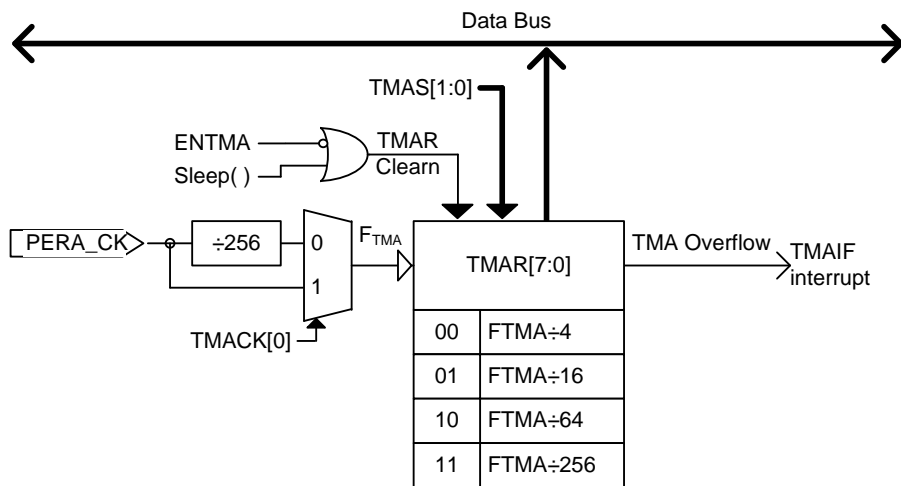 Data Bus
TMAS[1:0]
ENTMA
TMAR
Sleep( )
Clearn
PERA_CK
÷256
0
1
FTMA
TMACK[0]
TMAR[7:0]
TMA Overflow
TMAIF
interrupt
00 FTMA÷4
01 FTMA÷16
10 FTMA÷64
11 FTMA÷256